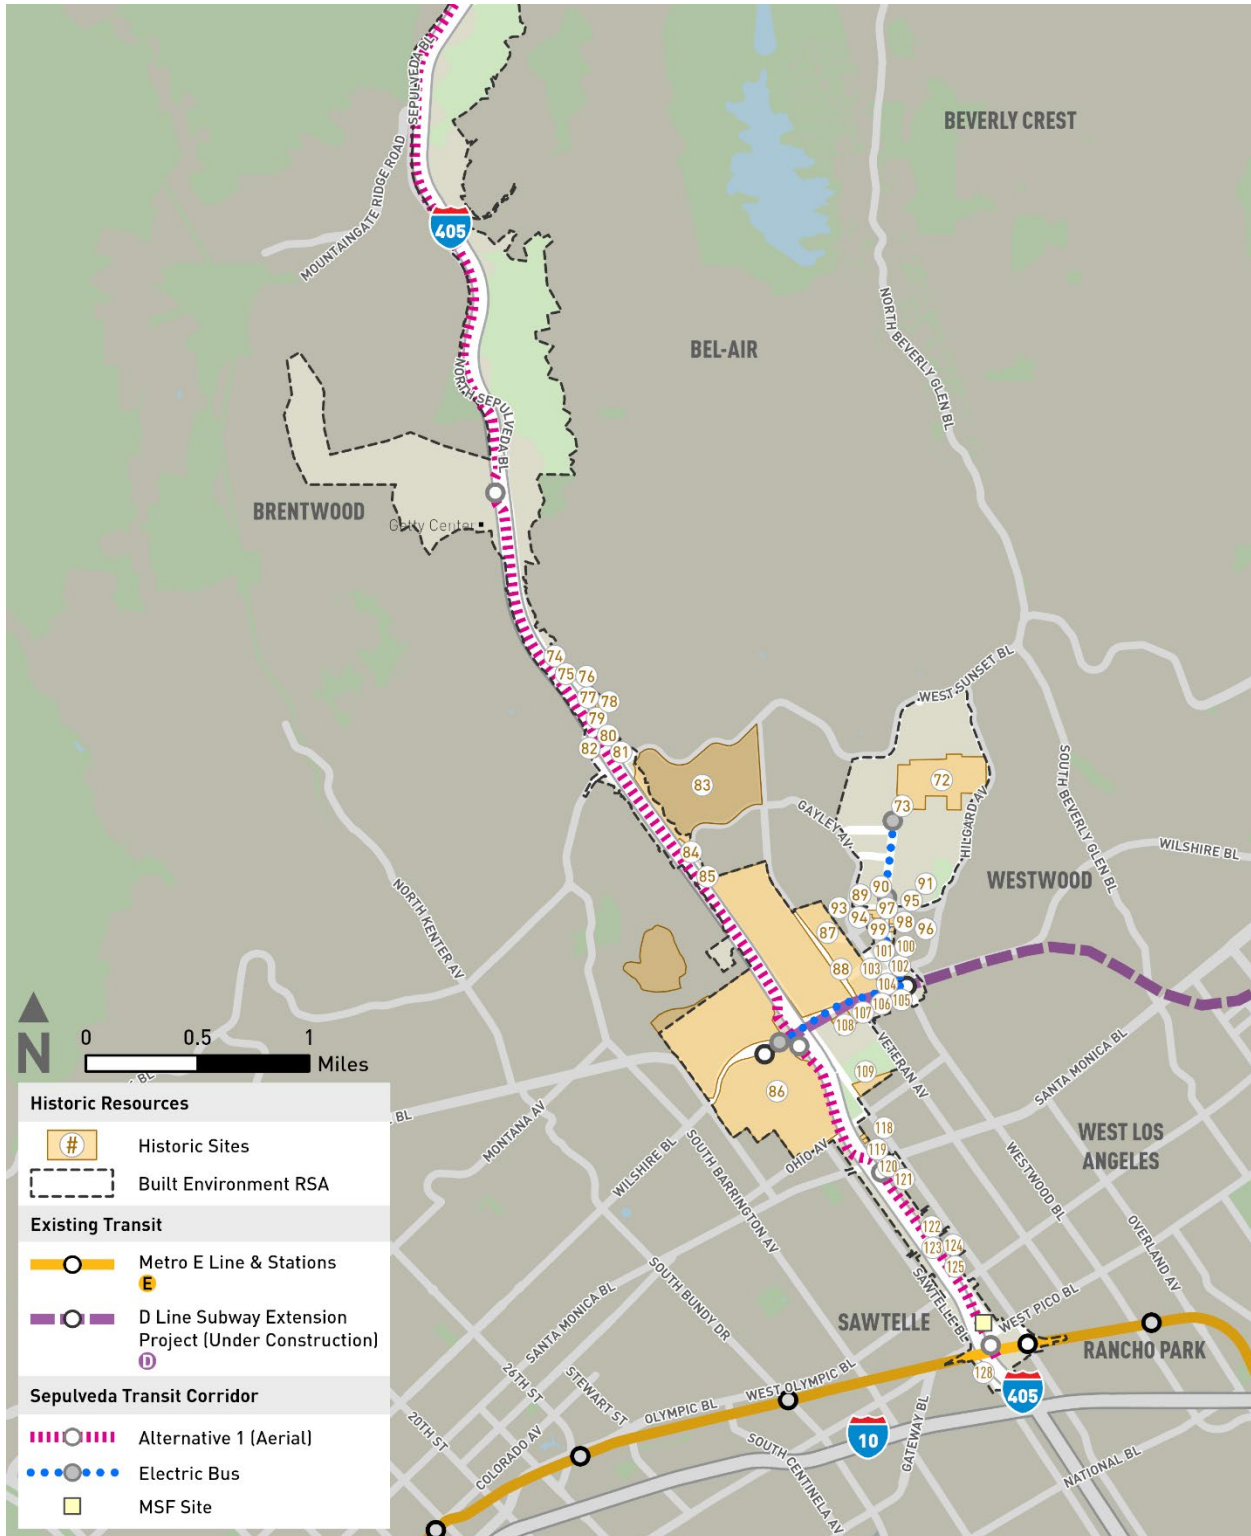 SEPULVEDA BL
BEVERLY CREST
MOUNTAINGATE RIDGE ROAD
405
NORTH BEVERLY GLEN BL
BEL-AIR
NORTH SEPULVEDA BL
BRENTWOOD
Getty Center
74
75
76
77
78
79
80
82
81
83
WEST SUNSET BL
72
73
SOUTH BEVERLY GLEN BL
GAYLEY AV
HILGARD AV
WILSHIRE BL
84
85
WESTWOOD
NORTH KENTER AV
90
91
89
95
93
94
97
98
96
99
87
101
100
88
103
102
104
105
106
107
108
N
0
0.5
1
Miles
VETERAN AV
SANTA MONICA BL
109
86
BL
BL
MONTANA AV
WILSHIRE BL
SOUTH BARRINGTON AV
OHIO AV
118
119
120
121
WEST LOS
ANGELES
WESTWOOD BL
OVERLAND AV
122
123
124
125
SOUTH BUNDY DR
SAWTELLE BL
SAWTELLE
WEST PICO BL
RANCHO PARK
SANTA MONICA BL
26TH ST
STEWART ST
20TH ST
COLORADO AV
OLYMPIC BL
WEST OLYMPIC BL
128
405
10
GATEWAY BL
SOUTH CENTINELA AV
NATIONAL BL
Historic Resources
#
Historic Sites
Built Environment RSA
Existing Transit
Metro E Line & Stations
E
D Line Subway Extension
Project (Under Construction)
D
Sepulveda Transit Corridor
Alternative 1 (Aerial)
Electric Bus
MSF Site